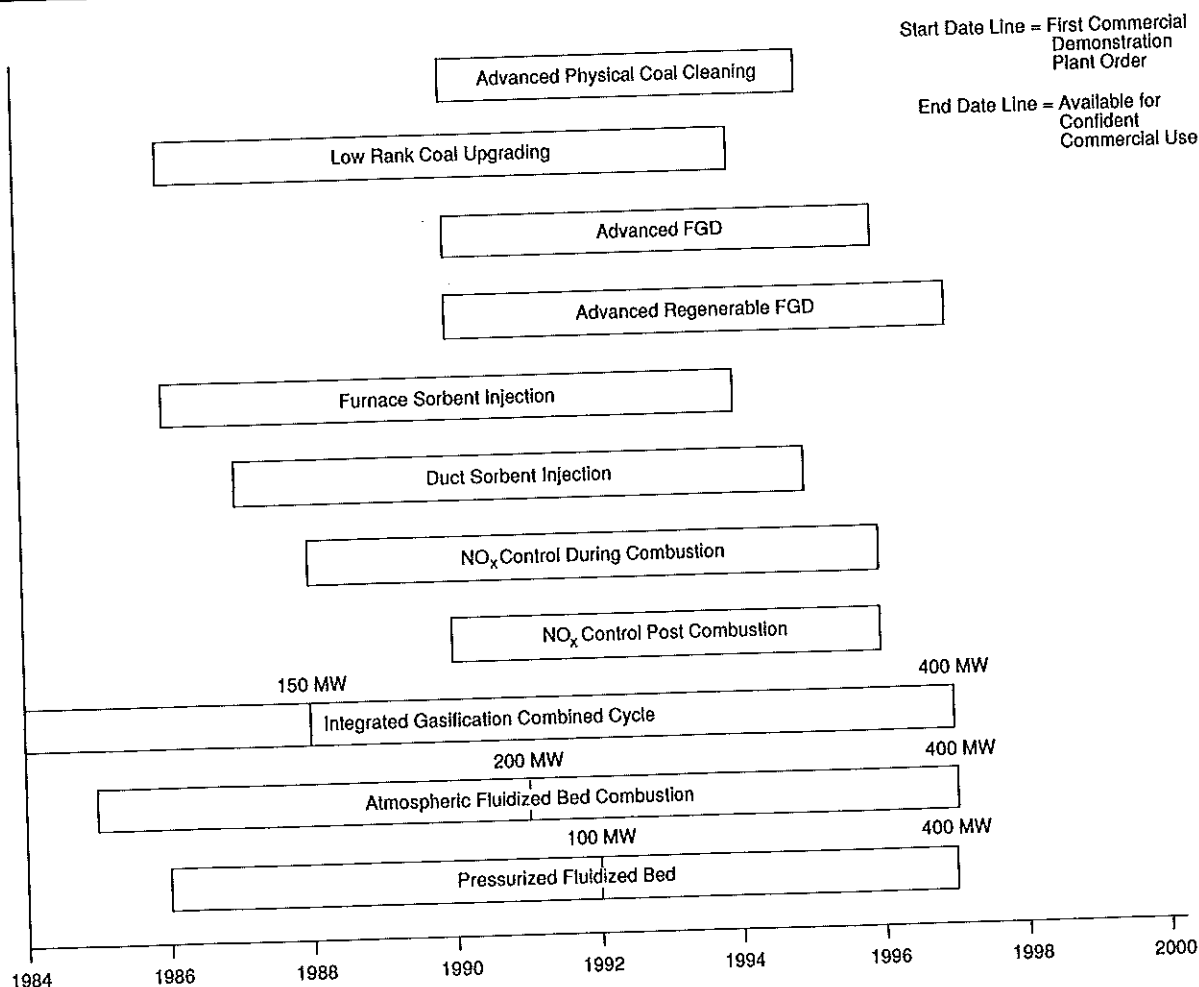 Start Date Line = First Commercial
Demonstration
Plant Order
End Date Line = Available for
Confident
Commercial Use
Advanced Physical Coal Cleaning
Low Rank Coal Upgrading
Advanced FGD
Advanced Regenerable FGD
Furnace Sorbent Injection
Duct Sorbent Injection
NOx Control During Combustion
NOx Control Post Combustion
150 MW 400 MW
Integrated Gasification Combined Cycle
200 MW 400 MW
Atmospheric Fluidized Bed Combustion
100 MW 400 MW
Pressurized Fluidized Bed
1984 1986 1988 1990 1992 1994 1996 1998 2000